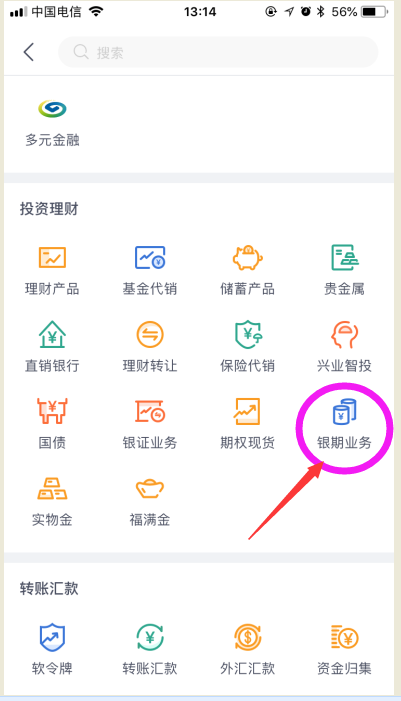 中国电信 13:14 56%
搜索
多元金融
投资理财
理财产品 基金代销 储蓄产品 贵金属
直销银行 理财转让 保险代销 兴业智投
国债 银证业务 期权现货 银期业务
实物金 福满金
转账汇款
软令牌 转账汇款 外汇汇款 资金归集